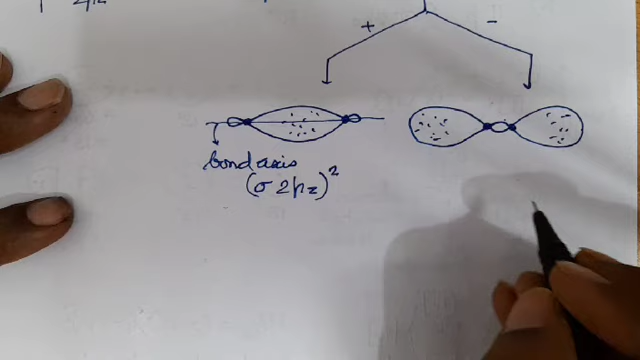 + -
bond axis
(σ 2pz)²